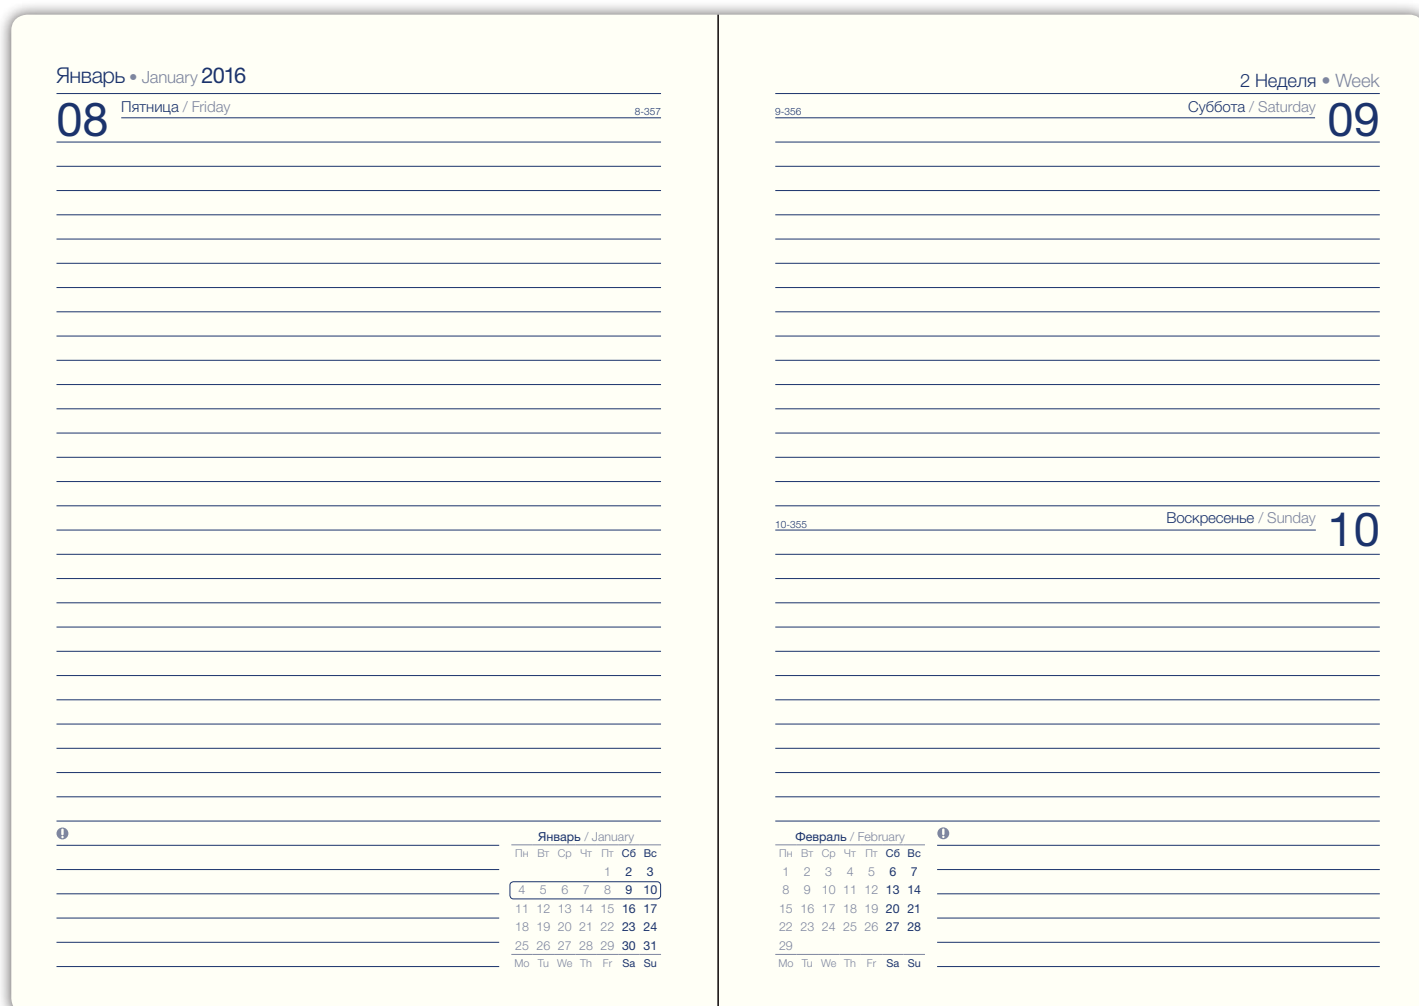 Январь • January 2016
08 Пятница / Friday 8-357
2 Неделя • Week
9-356 Суббота / Saturday 09
10-355 Воскресенье / Sunday 10
Январь / January
Пн Вт Ср Чт Пт Сб Вс
1 2 3
4 5 6 7 8 9 10
11 12 13 14 15 16 17
18 19 20 21 22 23 24
25 26 27 28 29 30 31
Mo Tu We Th Fr Sa Su
Февраль / February
Пн Вт Ср Чт Пт Сб Вс
1 2 3 4 5 6 7
8 9 10 11 12 13 14
15 16 17 18 19 20 21
22 23 24 25 26 27 28
29
Mo Tu We Th Fr Sa Su